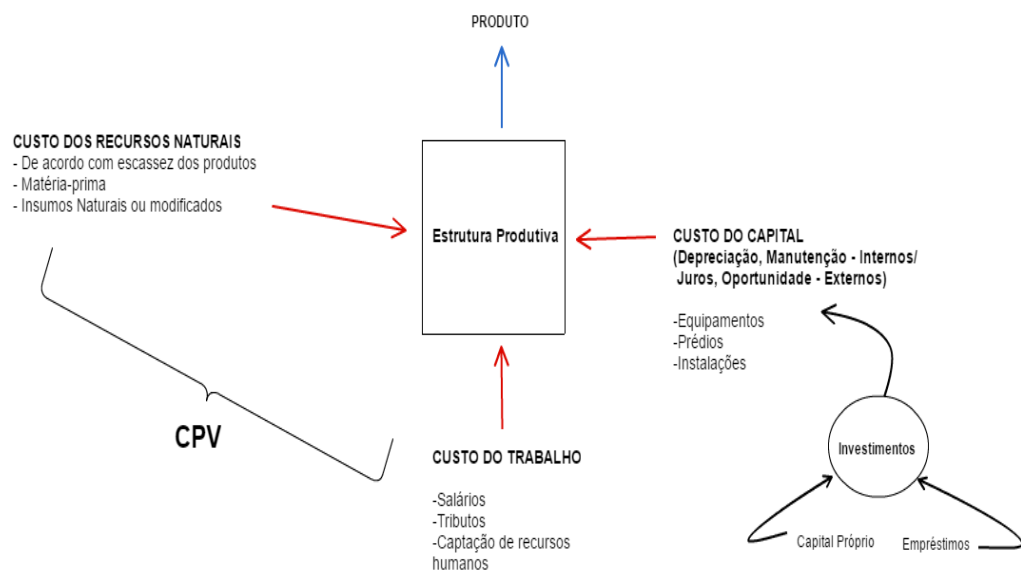 PRODUTO
CUSTO DOS RECURSOS NATURAIS
- De acordo com escassez dos produtos
- Matéria-prima
- Insumos Naturais ou modificados
Estrutura Produtiva
CUSTO DO CAPITAL
(Depreciação, Manutenção - Internos/
Juros, Oportunidade - Externos)
-Equipamentos
-Prédios
-Instalações
CPV
CUSTO DO TRABALHO
-Salários
-Tributos
-Captação de recursos
humanos
Investimentos
Capital Próprio
Empréstimos